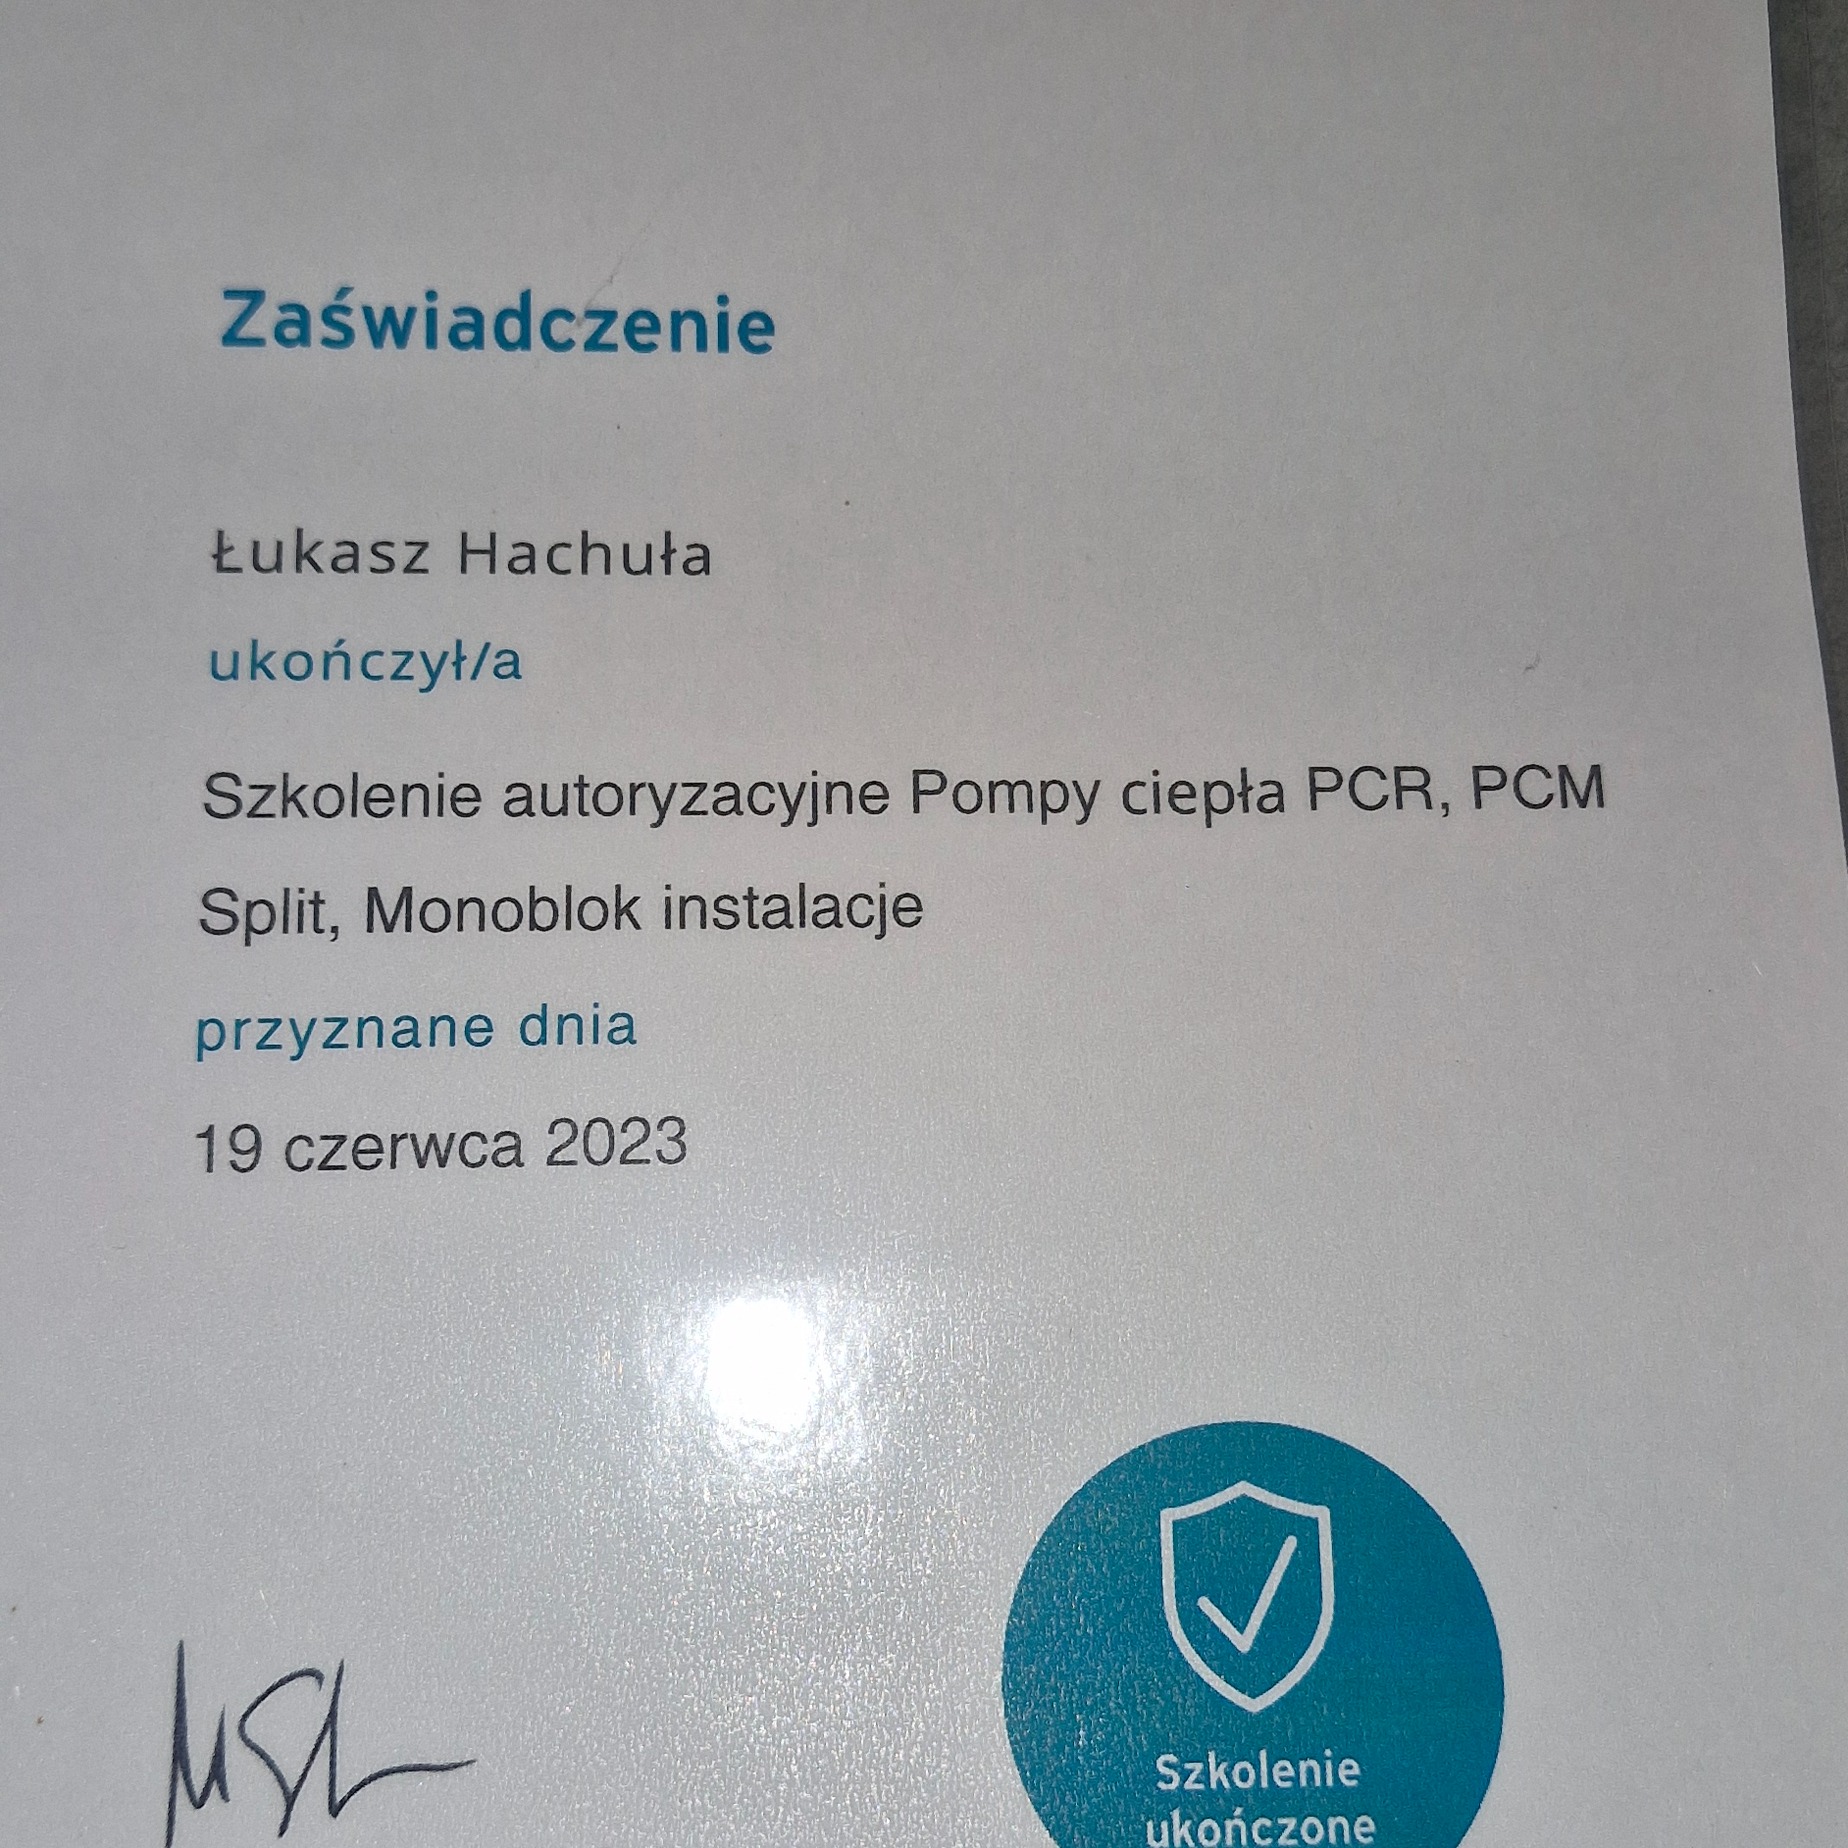 Zaświadczenie
Łukasz Hachuła
ukończył/a
Szkolenie autoryzacyjne Pompy ciepła PCR, PCM
Split, Monoblok instalacje
przyznane dnia
19 czerwca 2023
Szkolenie
ukończone